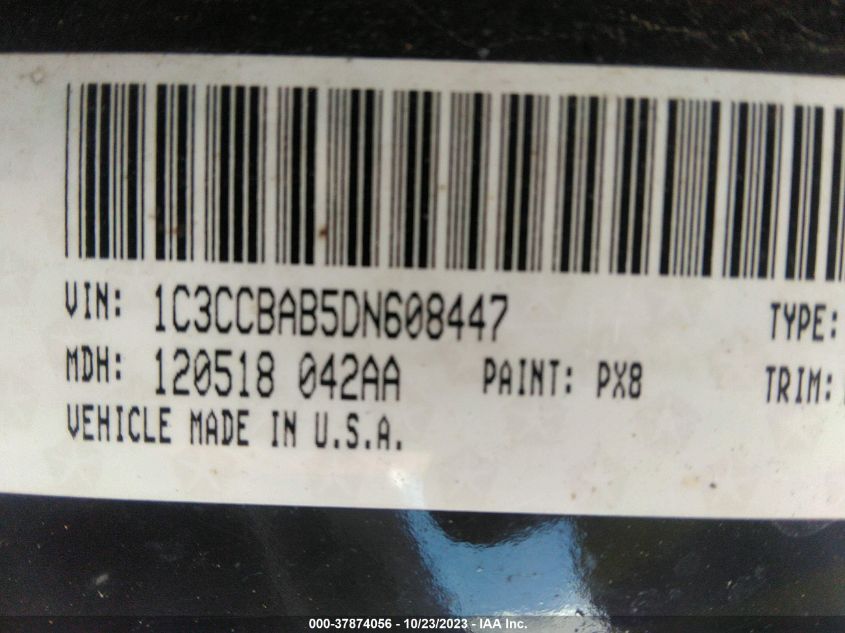 VIN: 1C3CCBAB5DN608447 TYPE:
MDH: 120518 042AA PAINT: PX8 TRIM:
VEHICLE MADE IN U.S.A.
000-37874056 - 10/23/2023 - IAA Inc.